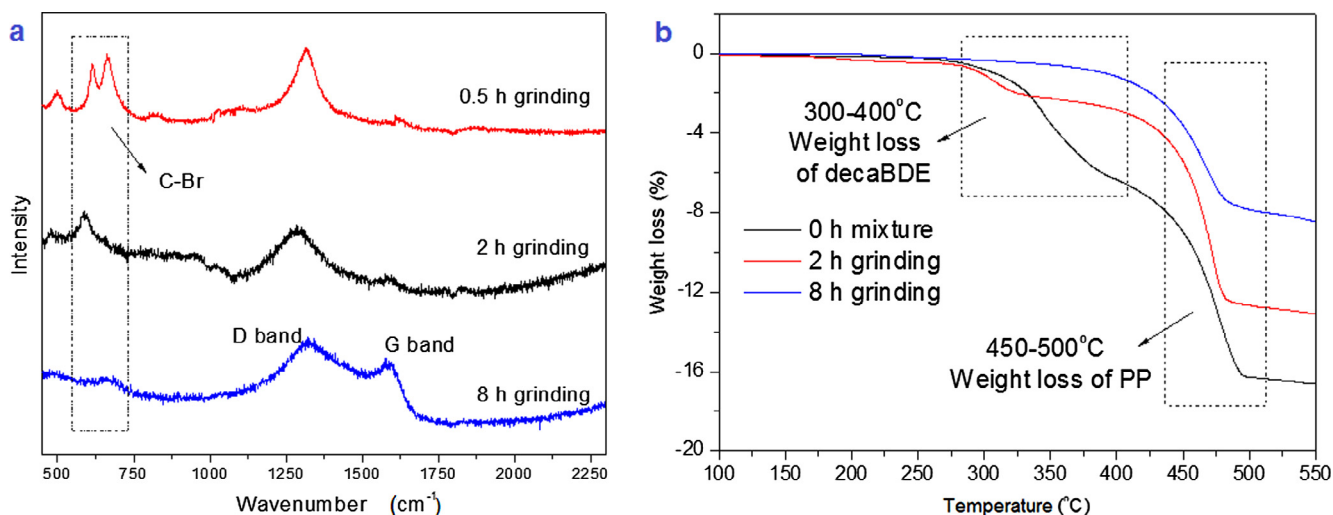 a
0.5 h grinding
C-Br
2 h grinding
D band
G band
8 h grinding
Intensity
500 750 1000 1250 1500 1750 2000 2250
Wavenumber (cm⁻¹)
b
0
-4
-8
-12
-16
-20
Weight loss (%)
300-400°C
Weight loss
of decaBDE
0 h mixture
2 h grinding
8 h grinding
450-500°C
Weight loss of PP
100 150 200 250 300 350 400 450 500 550
Temperature (°C)